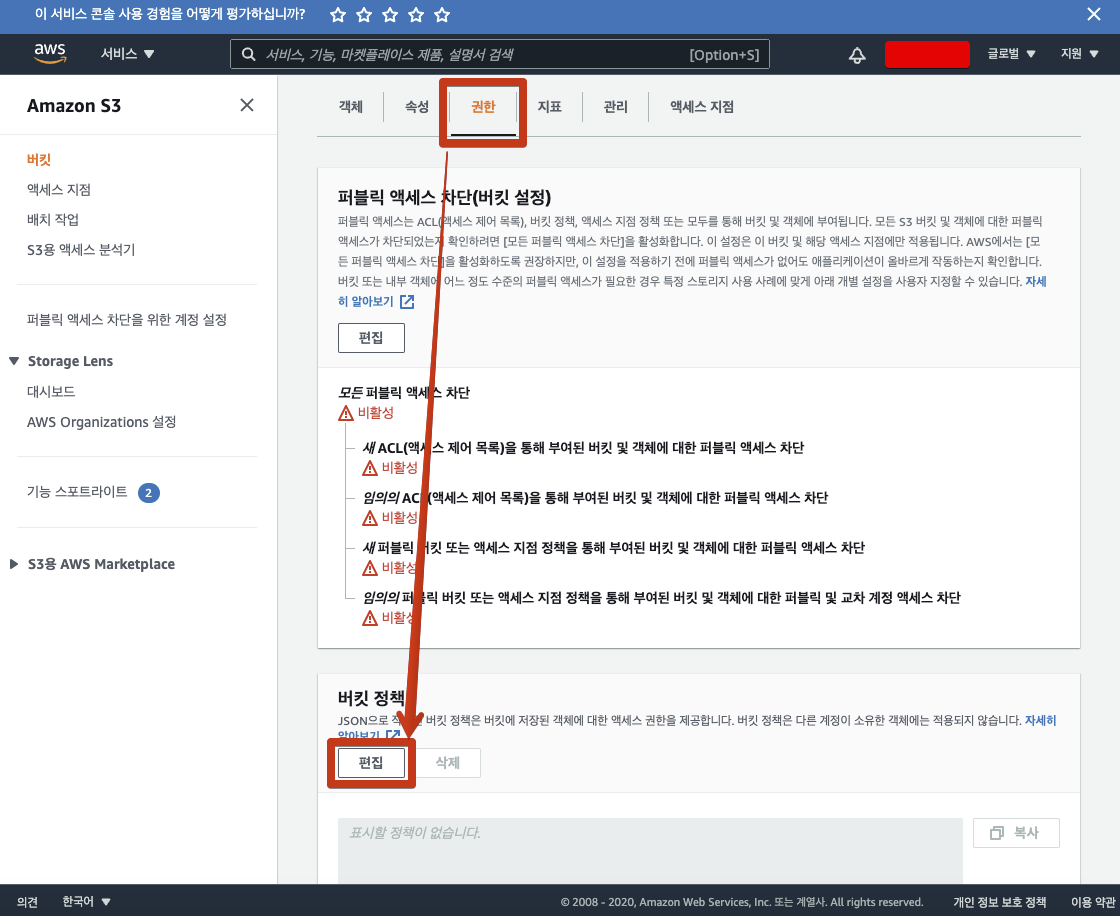 이 서비스 콘솔 사용 경험을 어떻게 평가하십니까?
aws
서비스
서비스, 기능, 마켓플레이스 제품, 설명서 검색
[Option+S]
글로벌
지원
Amazon S3
버킷
액세스 지점
배치 작업
S3용 액세스 분석기
퍼블릭 액세스 차단을 위한 계정 설정
Storage Lens
대시보드
AWS Organizations 설정
기능 스포트라이트 2
S3용 AWS Marketplace
객체
속성
권한
지표
관리
액세스 지점
퍼블릭 액세스 차단(버킷 설정)
퍼블릭 액세스는 ACL(액세스 제어 목록), 버킷 정책, 액세스 지점 정책 또는 모두를 통해 버킷 및 객체에 부여됩니다. 모든 S3 버킷 및 객체에 대한 퍼블릭
액세스가 차단되었는지 확인하려면 [모든 퍼블릭 액세스 차단]을 활성화합니다. 이 설정은 이 버킷 및 해당 액세스 지점에만 적용됩니다. AWS에서는 [모
든 퍼블릭 액세스 차단]을 활성화하도록 권장하지만, 이 설정을 적용하기 전에 퍼블릭 액세스가 없어도 애플리케이션이 올바르게 작동하는지 확인합니다.
버킷 또는 내부 객체에 어느 정도 수준의 퍼블릭 액세스가 필요한 경우 특정 스토리지 사용 사례에 맞게 아래 개별 설정을 사용자 지정할 수 있습니다. 자세
히 알아보기
편집
모든 퍼블릭 액세스 차단
비활성
새 ACL(액세스 제어 목록)을 통해 부여된 버킷 및 객체에 대한 퍼블릭 액세스 차단
비활성
임의의 ACL(액세스 제어 목록)을 통해 부여된 버킷 및 객체에 대한 퍼블릭 액세스 차단
비활성
새 퍼블릭 버킷 또는 액세스 지점 정책을 통해 부여된 버킷 및 객체에 대한 퍼블릭 액세스 차단
비활성
임의의 퍼블릭 버킷 또는 액세스 지점 정책을 통해 부여된 버킷 및 객체에 대한 퍼블릭 및 교차 계정 액세스 차단
비활성
버킷 정책
JSON으로 작성된 버킷 정책은 버킷에 저장된 객체에 대한 액세스 권한을 제공합니다. 버킷 정책은 다른 계정이 소유한 객체에는 적용되지 않습니다. 자세히
알아보기
편집
삭제
표시할 정책이 없습니다.
복사
의견
한국어
© 2008 - 2020, Amazon Web Services, Inc. 또는 계열사. All rights reserved.
개인 정보 보호 정책
이용 약관